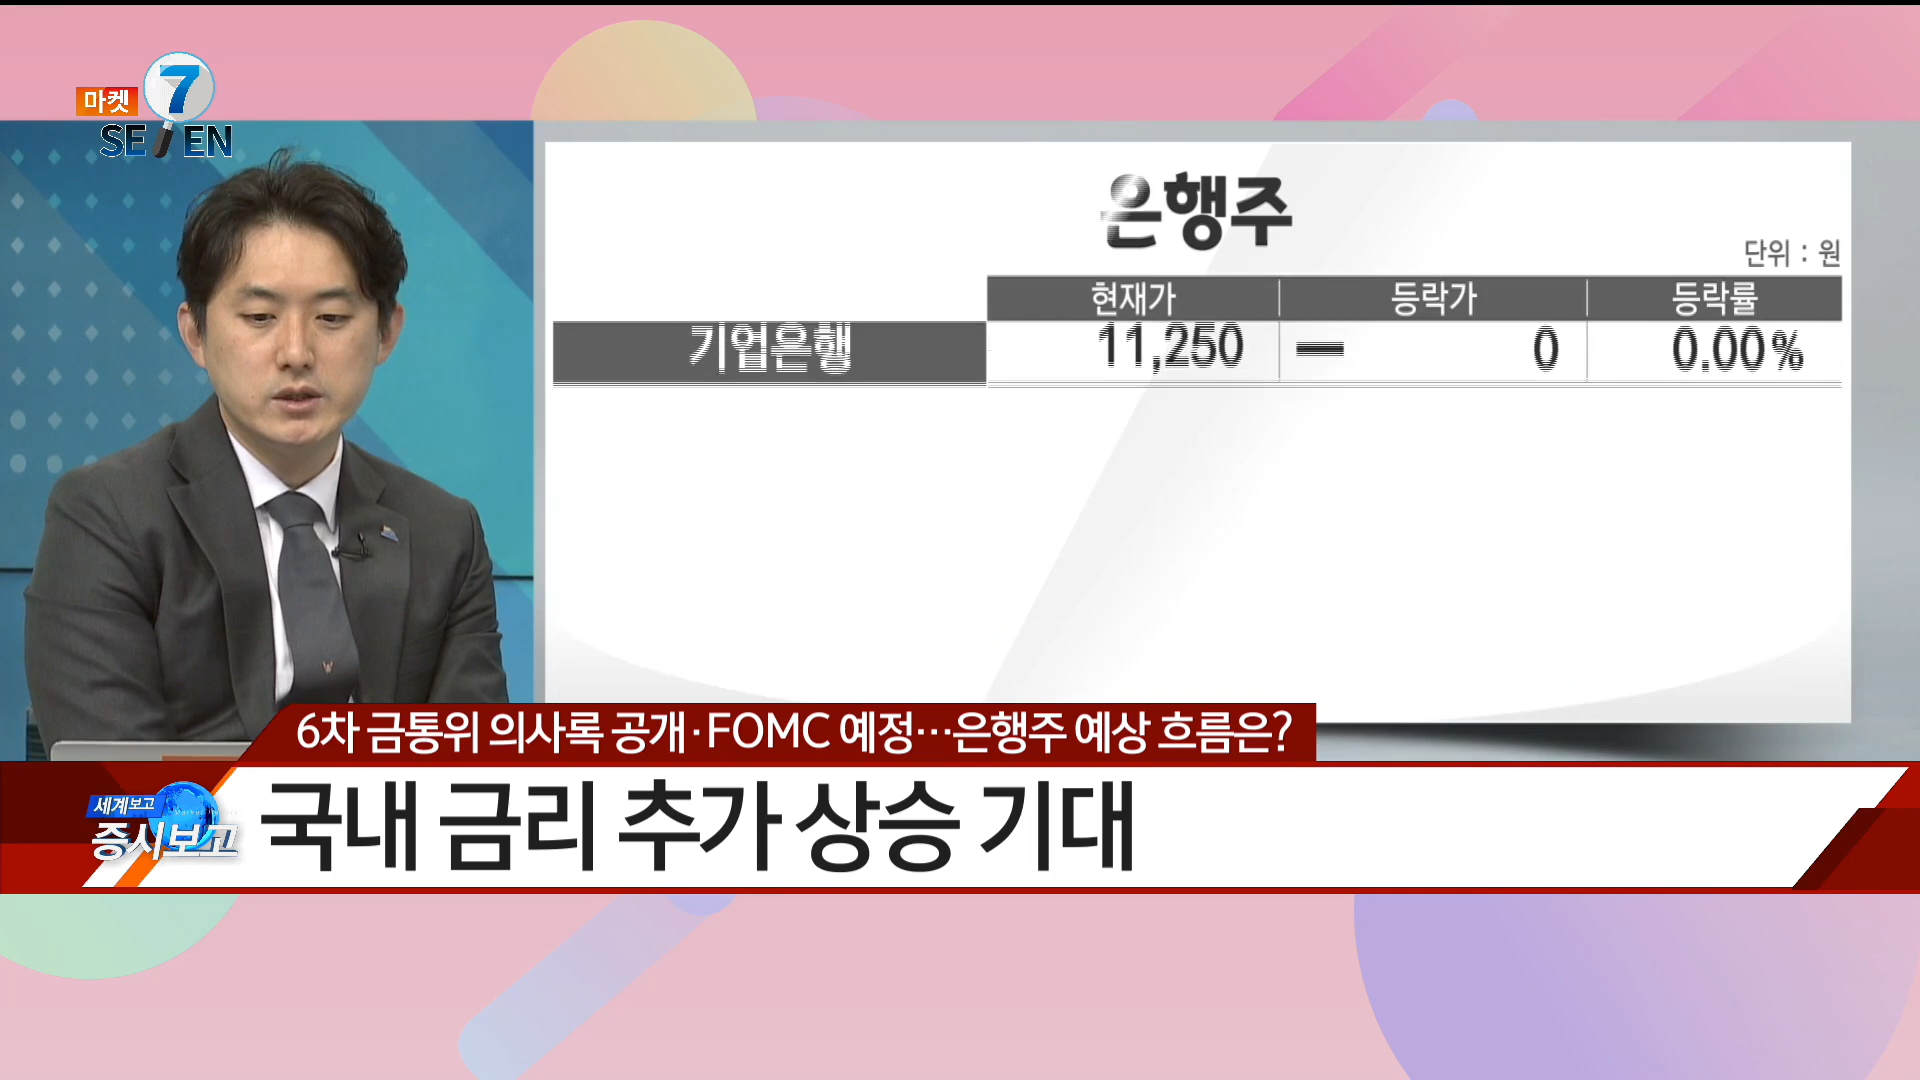 마켓 7
SEVEN
은행주
단위 : 원
현재가 등락가 등락률
기업은행 11,250 0 0.00%
6차 금통위 의사록 공개·FOMC 예정…은행주 예상 흐름은?
세계보고
증시보고
국내 금리 추가 상승 기대